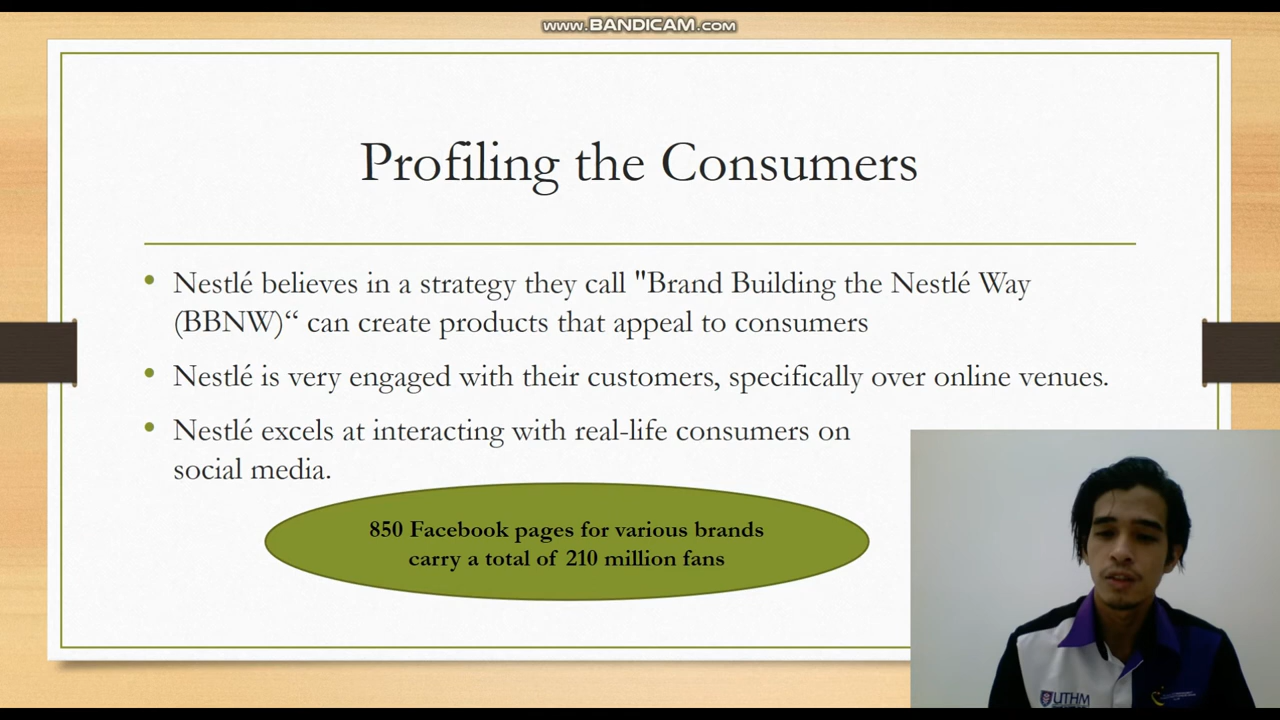 www.BANDICAM.com
Profiling the Consumers
• Nestlé believes in a strategy they call "Brand Building the Nestlé Way
(BBNW)“ can create products that appeal to consumers
• Nestlé is very engaged with their customers, specifically over online venues.
• Nestlé excels at interacting with real-life consumers on
social media.
850 Facebook pages for various brands
carry a total of 210 million fans
UTHM